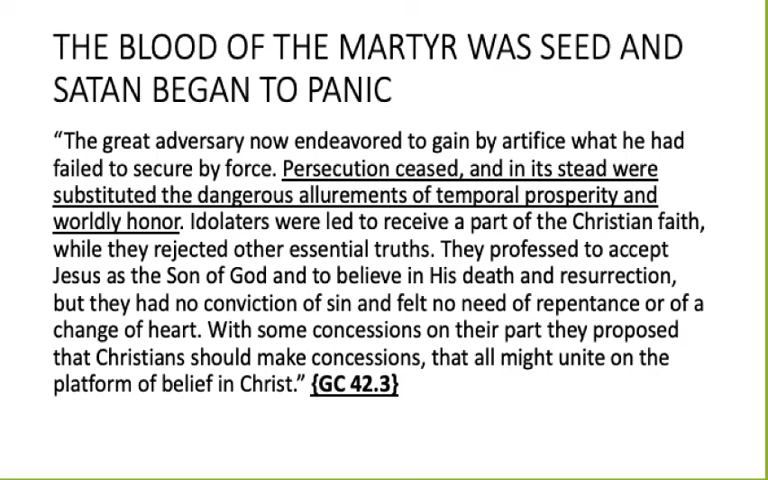 THE BLOOD OF THE MARTYR WAS SEED AND
SATAN BEGAN TO PANIC
“The great adversary now endeavored to gain by artifice what he had
failed to secure by force. Persecution ceased, and in its stead were
substituted the dangerous allurements of temporal prosperity and
worldly honor. Idolaters were led to receive a part of the Christian faith,
while they rejected other essential truths. They professed to accept
Jesus as the Son of God and to believe in His death and resurrection,
but they had no conviction of sin and felt no need of repentance or of a
change of heart. With some concessions on their part they proposed
that Christians should make concessions, that all might unite on the
platform of belief in Christ.” {GC 42.3}